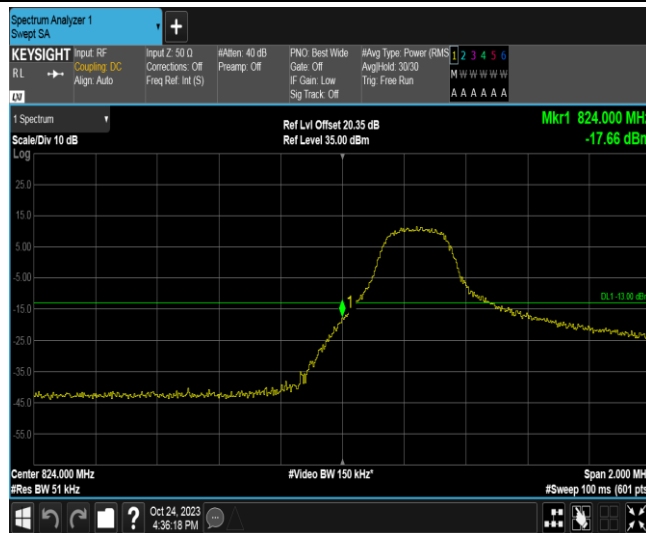 Spectrum Analyzer 1
Swept SA
+
KEYSIGHT
RL
Input: RF
Coupling: DC
Align: Auto
Input Z: 50 Ω
Corrections: Off
Freq Ref: Int (S)
#Atten: 40 dB
Preamp: Off
PNO: Best Wide
Gate: Off
IF Gain: Low
Sig Track: Off
#Avg Type: Power (RMS
Avg|Hold: 30/30
Trig: Free Run
1 2 3 4 5 6
M W W W W W
A A A A A A
1 Spectrum
Scale/Div 10 dB
Ref Lvl Offset 20.35 dB
Ref Level 35.00 dBm
Mkr1 824.000 MHz
-17.66 dBm
Log
25.0
15.0
5.00
-5.00
-15.0
-25.0
-35.0
-45.0
-55.0
1
DL1 -13.00 dBm
Center 824.000 MHz
#Res BW 51 kHz
#Video BW 150 kHz*
Span 2.000 MHz
#Sweep 100 ms (601 pts)
?
Oct 24, 2023
4:36:18 PM